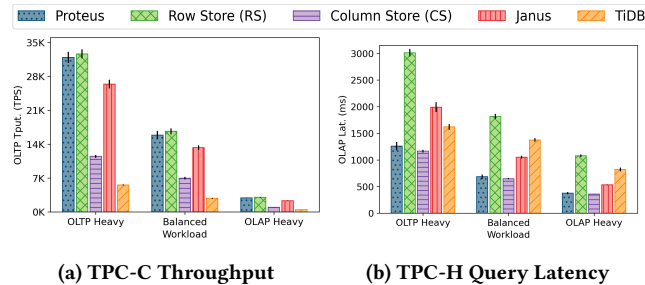 Proteus Row Store (RS) Column Store (CS) Janus TiDB
35K
28K
21K
14K
7K
0K
OLTP Tput. (TPS)
OLTP Heavy Balanced OLAP Heavy
Workload
(a) TPC-C Throughput
3000
2500
2000
1500
1000
500
0
OLAP Lat. (ms)
OLTP Heavy Balanced OLAP Heavy
Workload
(b) TPC-H Query Latency